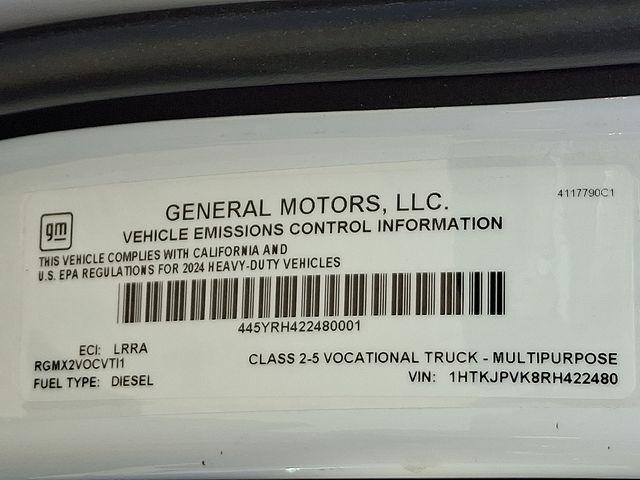 4117790C1
gm
GENERAL MOTORS, LLC.
VEHICLE EMISSIONS CONTROL INFORMATION
THIS VEHICLE COMPLIES WITH CALIFORNIA AND
U.S. EPA REGULATIONS FOR 2024 HEAVY-DUTY VEHICLES
445YRH422480001
ECI: LRRA
RGMX2VOCVTI1
FUEL TYPE: DIESEL
CLASS 2-5 VOCATIONAL TRUCK - MULTIPURPOSE
VIN: 1HTKJPVK8RH422480